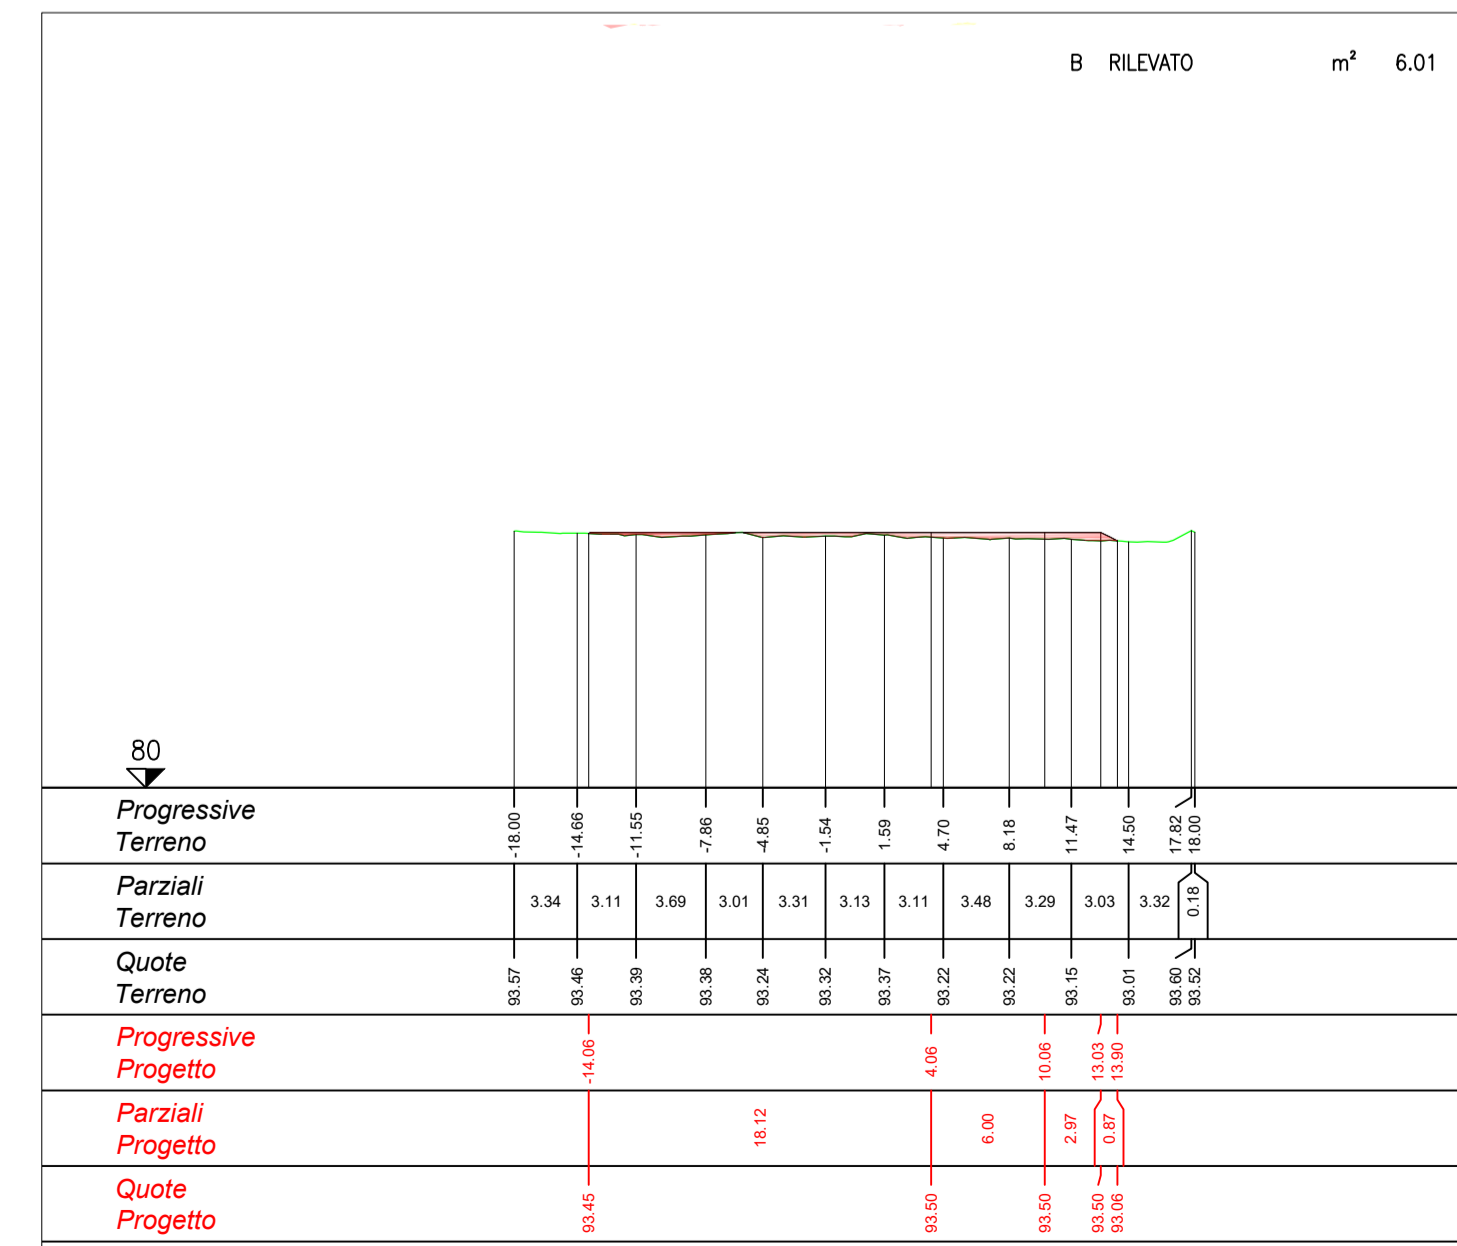 B RILEVATO m² 6.01
80
Progressive
Terreno
-18.00 -14.66 -11.55 -7.86 -4.85 -1.54 1.59 4.70 8.18 11.47 14.50 17.82 18.00
Parziali
Terreno
3.34 3.11 3.69 3.01 3.31 3.13 3.11 3.48 3.29 3.03 3.32 0.18
Quote
Terreno
93.57 93.46 93.39 93.38 93.24 93.32 93.37 93.22 93.22 93.15 93.01 93.60 93.52
Progressive
Progetto
-14.06 4.06 10.06 13.03 13.90
Parziali
Progetto
18.12 6.00 2.97 0.87
Quote
Progetto
93.45 93.50 93.50 93.50 93.06